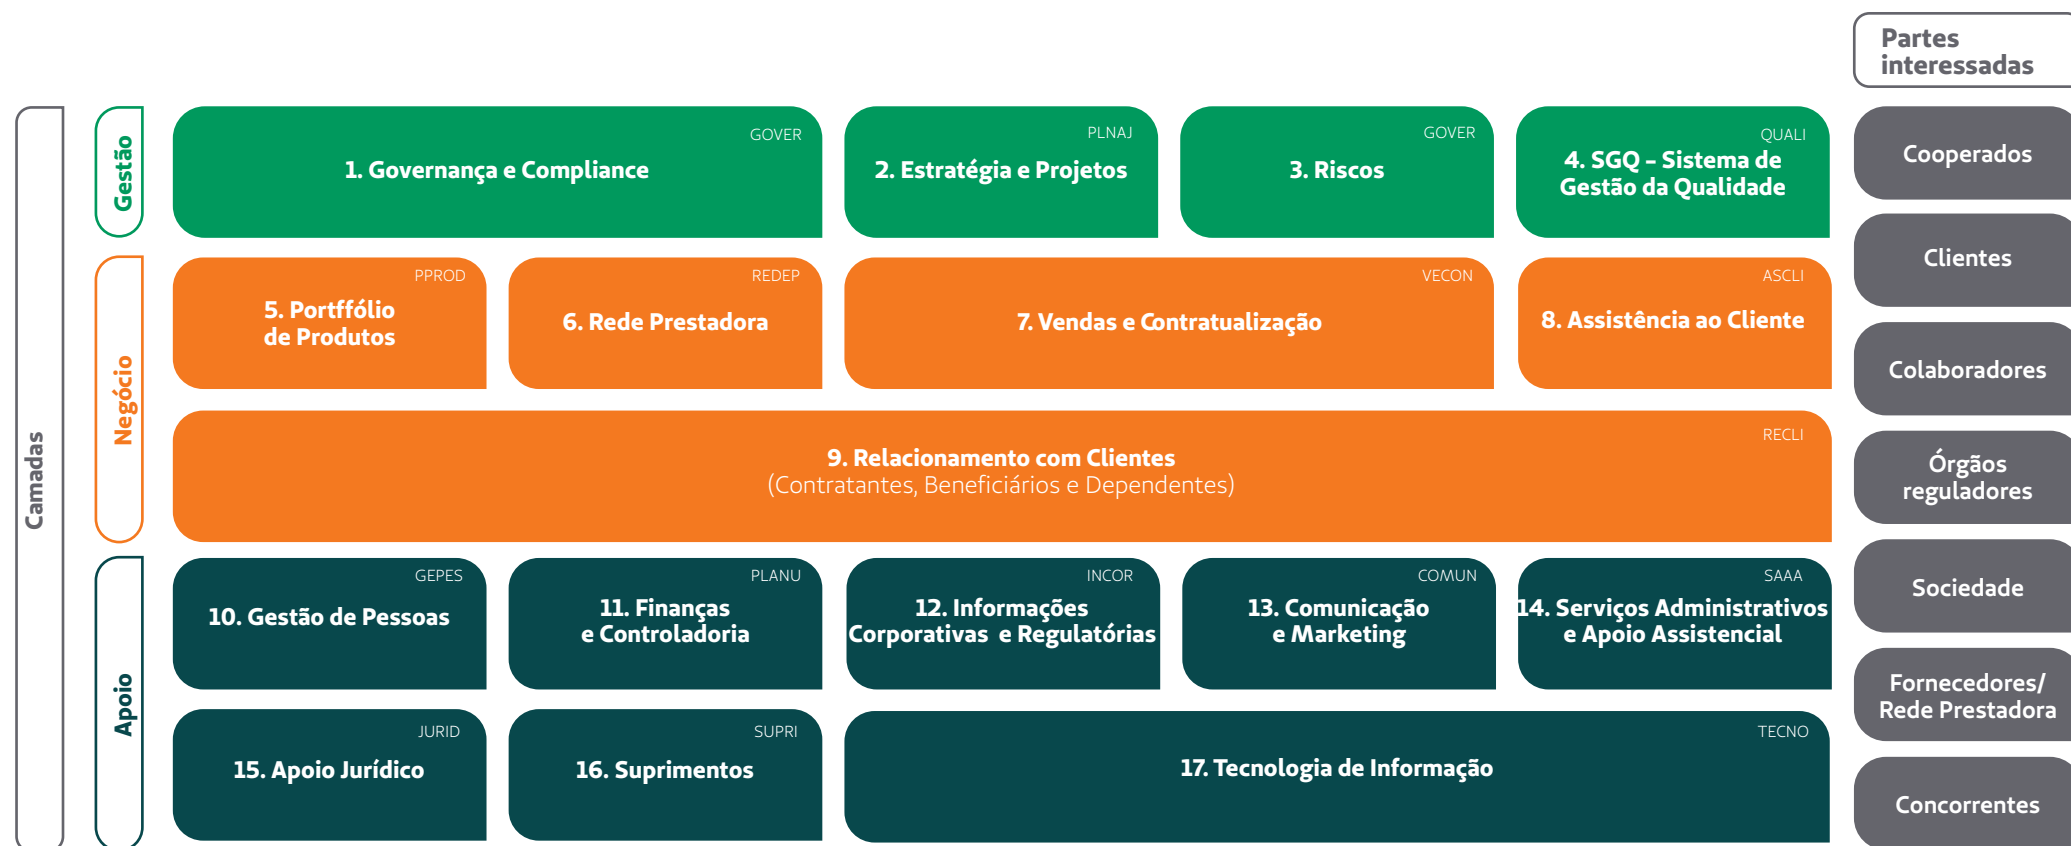 Partes
interessadas
Camadas
Gestão
GOVER
1. Governança e Compliance
PLNAJ
2. Estratégia e Projetos
GOVER
3. Riscos
QUALI
4. SGQ – Sistema de
Gestão da Qualidade
Cooperados
Negócio
PPROD
5. Portffólio
de Produtos
REDEP
6. Rede Prestadora
VECON
7. Vendas e Contratualização
ASCLI
8. Assistência ao Cliente
Clientes
Colaboradores
RECLI
9. Relacionamento com Clientes
(Contratantes, Beneficiários e Dependentes)
Órgãos
reguladores
Apoio
GEPES
10. Gestão de Pessoas
PLANU
11. Finanças
e Controladoria
INCOR
12. Informações
Corporativas e Regulatórias
COMUN
13. Comunicação
e Marketing
SAAA
14. Serviços Administrativos
e Apoio Assistencial
Sociedade
Fornecedores/
Rede Prestadora
JURID
15. Apoio Jurídico
SUPRI
16. Suprimentos
TECNO
17. Tecnologia de Informação
Concorrentes